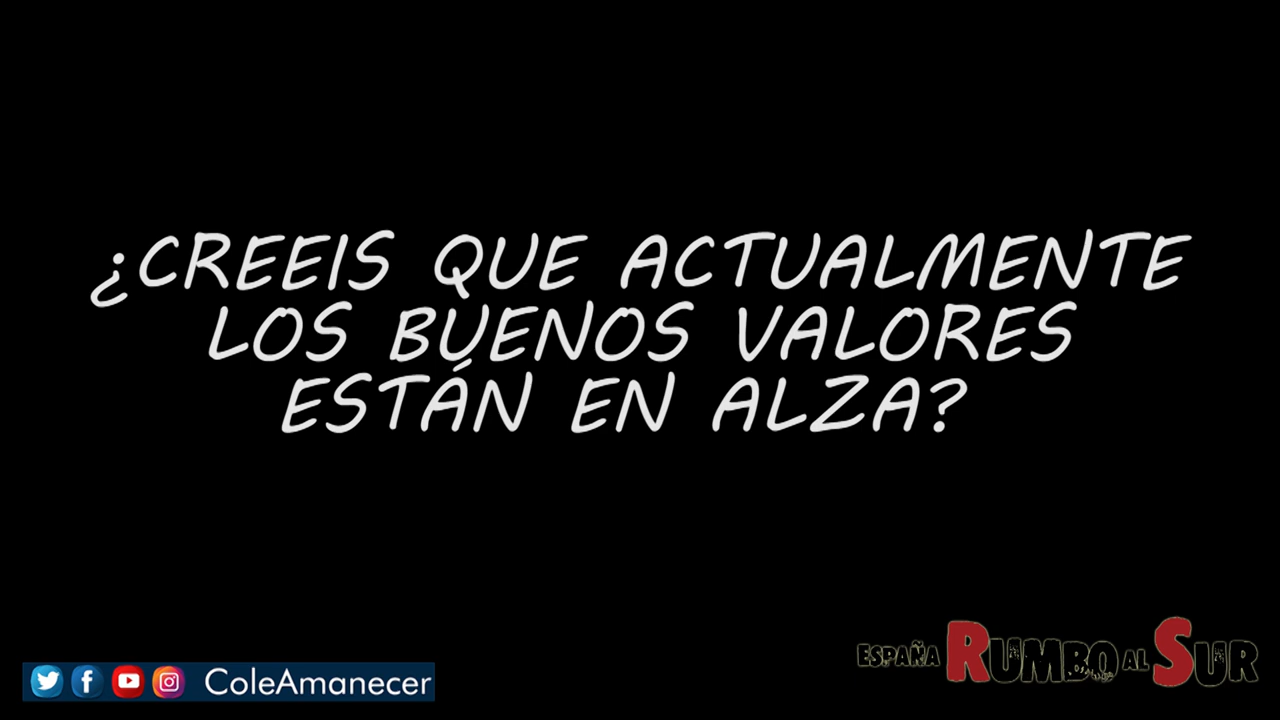 ¿CREEIS QUE ACTUALMENTE
LOS BUENOS VALORES
ESTÁN EN ALZA?
ColeAmanecer
ESPAÑA RUMBO AL SUR